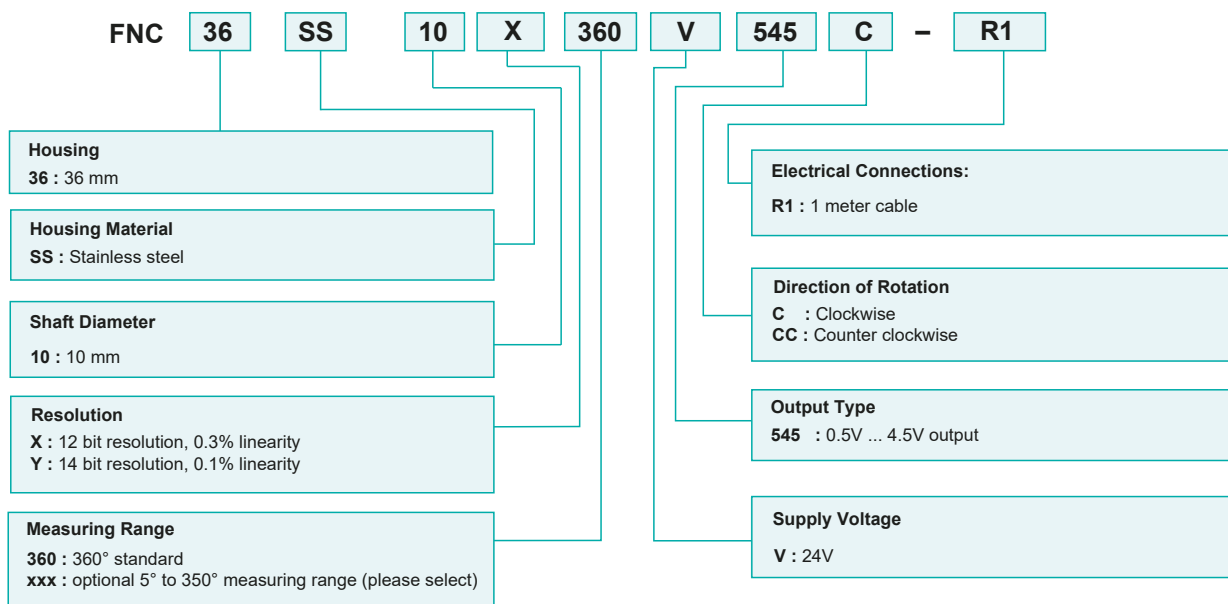 FNC 36 SS 10 X 360 V 545 C – R1
Housing
36 : 36 mm
Housing Material
SS : Stainless steel
Shaft Diameter
10 : 10 mm
Resolution
X : 12 bit resolution, 0.3% linearity
Y : 14 bit resolution, 0.1% linearity
Measuring Range
360 : 360° standard
xxx : optional 5° to 350° measuring range (please select)
Electrical Connections:
R1 : 1 meter cable
Direction of Rotation
C : Clockwise
CC : Counter clockwise
Output Type
545 : 0.5V ... 4.5V output
Supply Voltage
V : 24V